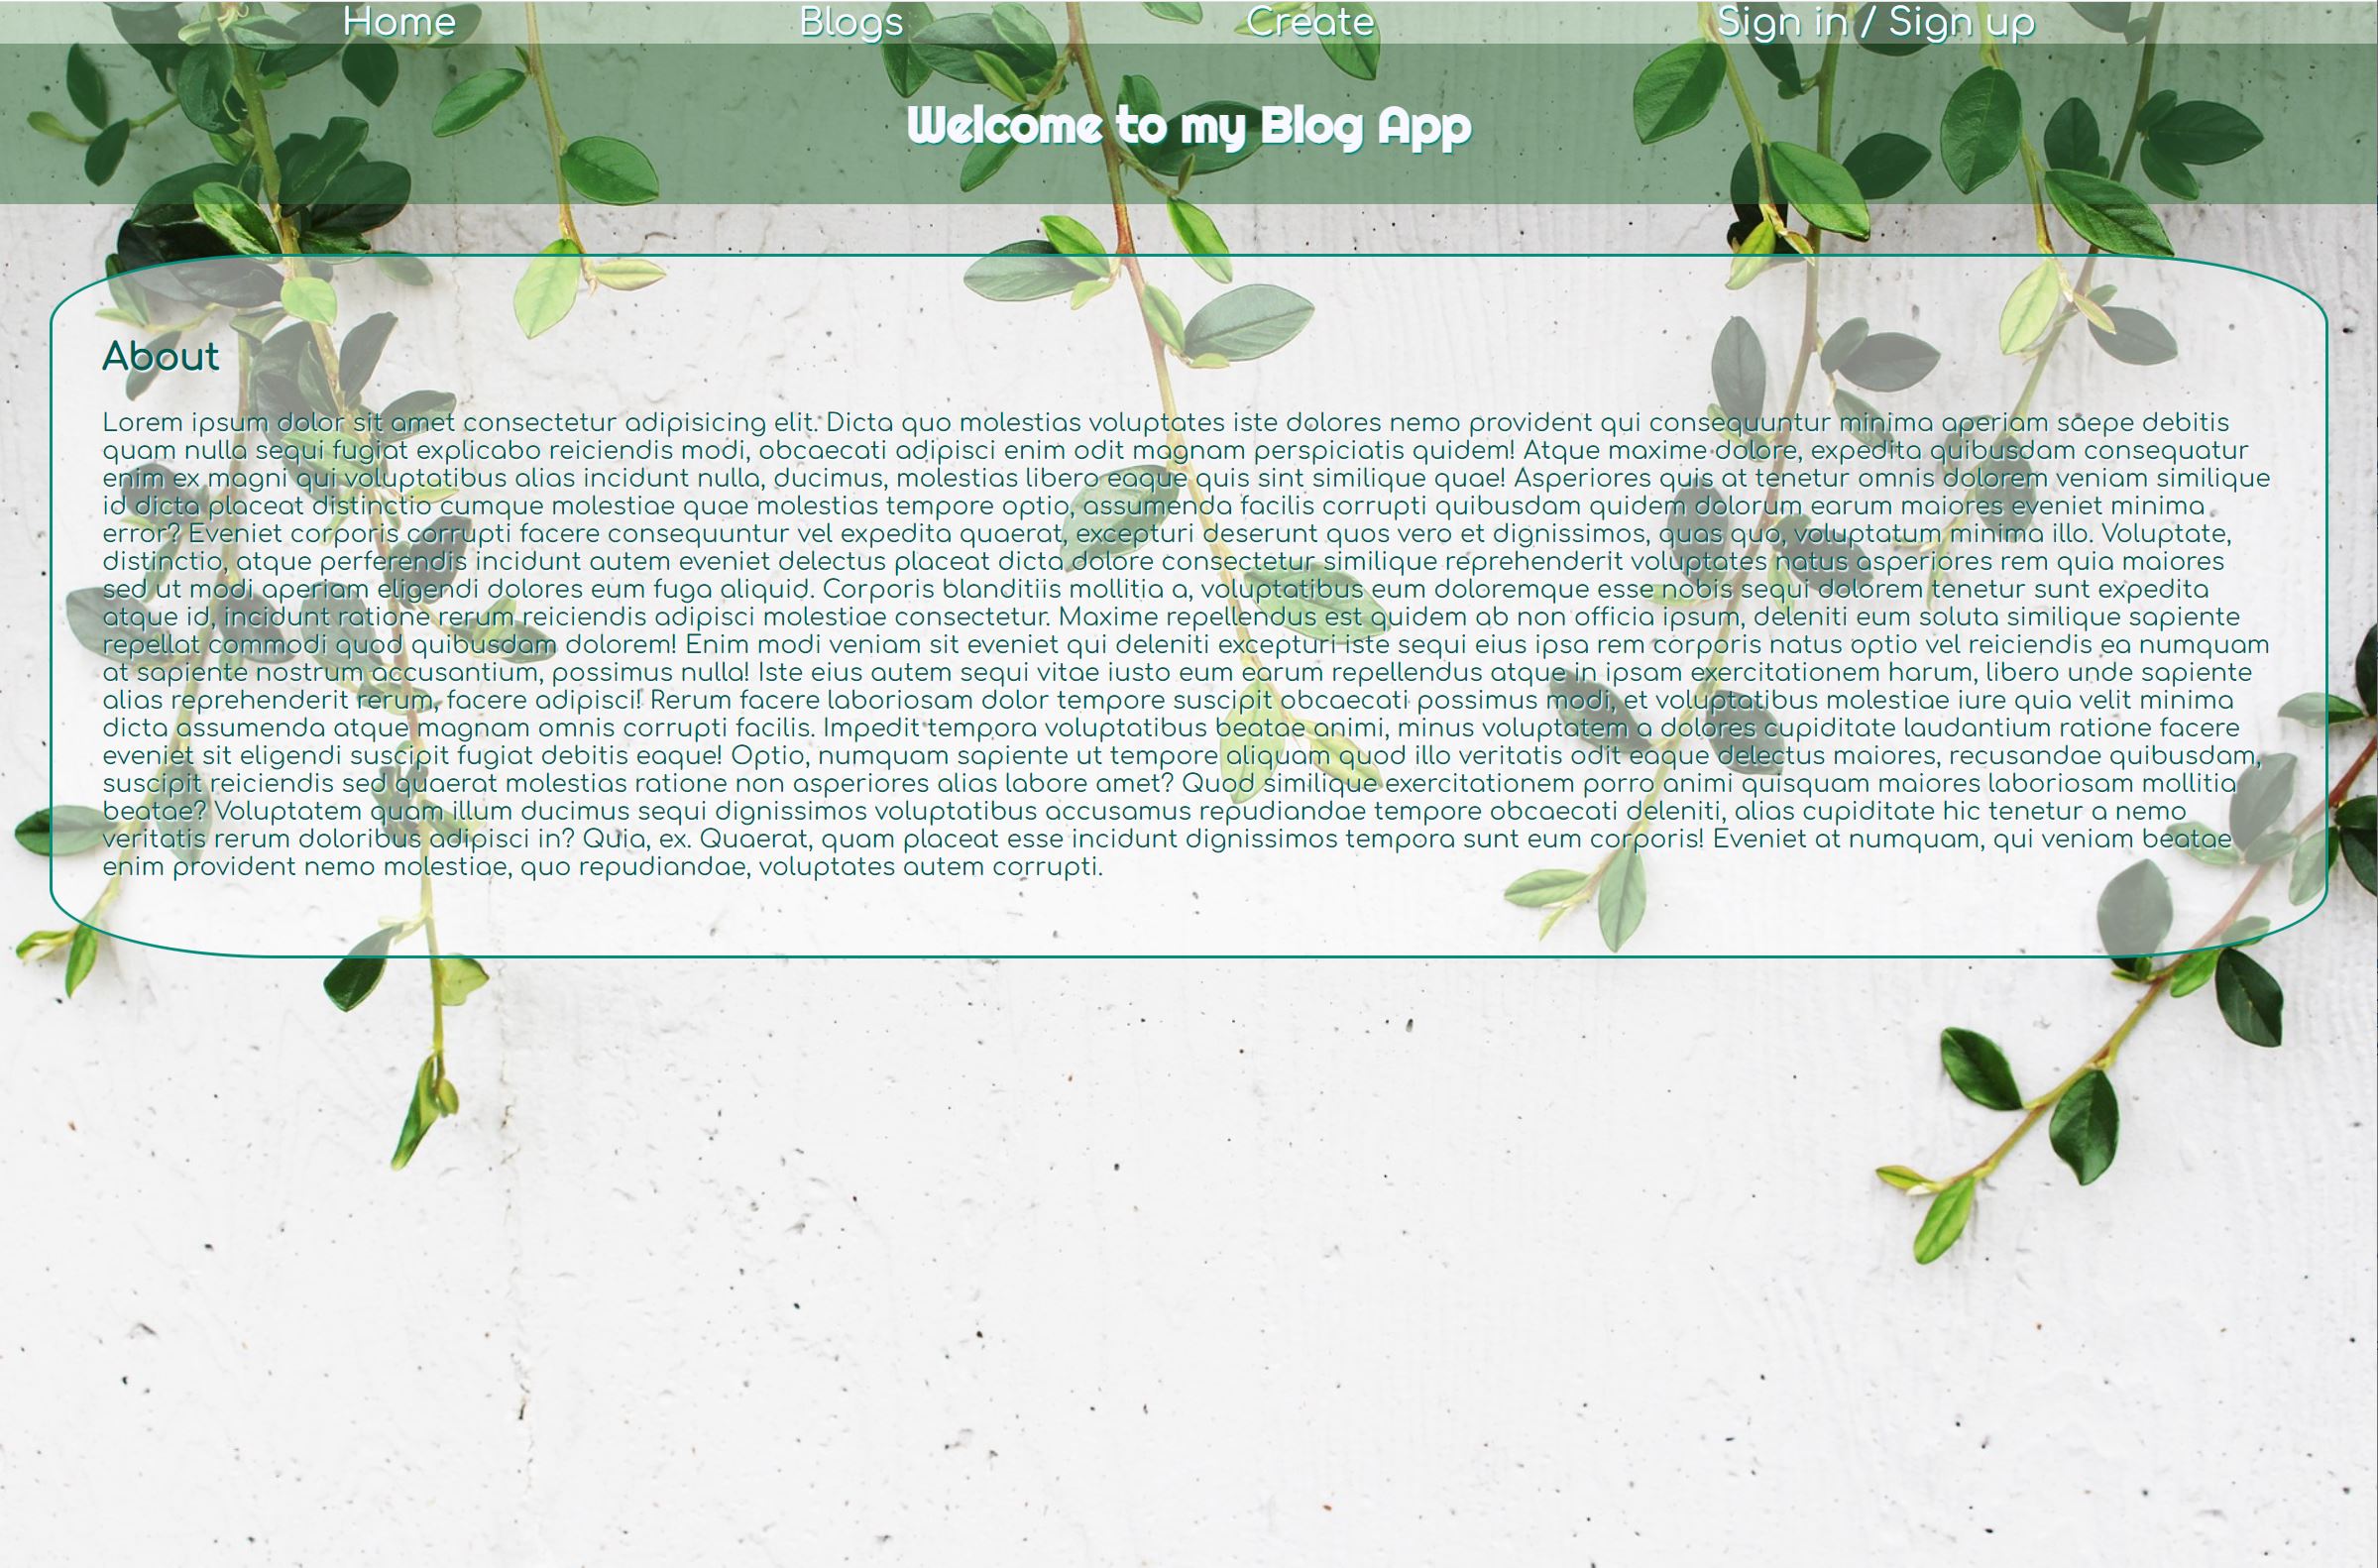 Home Blogs Create Sign in / Sign up
Welcome to my Blog App
About
Lorem ipsum dolor sit amet consectetur adipisicing elit. Dicta quo molestias voluptates iste dolores nemo provident qui consequuntur minima aperiam saepe debitis
quam nulla sequi fugiat explicabo reiciendis modi, obcaecati adipisci enim odit magnam perspiciatis quidem! Atque maxime dolore, expedita quibusdam consequatur
enim ex magni qui voluptatibus alias incidunt nulla, ducimus, molestias libero eaque quis sint similique quae! Asperiores quis at tenetur omnis dolorem veniam similique
id dicta placeat distinctio cumque molestiae quae molestias tempore optio, assumenda facilis corrupti quibusdam quidem dolorum earum maiores eveniet minima
error? Eveniet corporis corrupti facere consequuntur vel expedita quaerat, excepturi deserunt quos vero et dignissimos, quas quo, voluptatum minima illo. Voluptate,
distinctio, atque perferendis incidunt autem eveniet delectus placeat dicta dolore consectetur similique reprehenderit voluptates natus asperiores rem quia maiores
sed ut modi aperiam eligendi dolores eum fuga aliquid. Corporis blanditiis mollitia a, voluptatibus eum doloremque esse nobis sequi dolorem tenetur sunt expedita
atque id, incidunt ratione rerum reiciendis adipisci molestiae consectetur. Maxime repellendus est quidem ab non officia ipsum, deleniti eum soluta similique sapiente
repellat commodi quod quibusdam dolorem! Enim modi veniam sit eveniet qui deleniti excepturi iste sequi eius ipsa rem corporis natus optio vel reiciendis ea numquam
at sapiente nostrum accusantium, possimus nulla! Iste eius autem sequi vitae iusto eum earum repellendus atque in ipsam exercitationem harum, libero unde sapiente
alias reprehenderit rerum, facere adipisci! Rerum facere laboriosam dolor tempore suscipit obcaecati possimus modi, et voluptatibus molestiae iure quia velit minima
dicta assumenda atque magnam omnis corrupti facilis. Impedit tempora voluptatibus beatae animi, minus voluptatem a dolores cupiditate laudantium ratione facere
eveniet sit eligendi suscipit fugiat debitis eaque! Optio, numquam sapiente ut tempore aliquam quod illo veritatis odit eaque delectus maiores, recusandae quibusdam,
suscipit reiciendis sed quaerat molestias ratione non asperiores alias labore amet? Quod similique exercitationem porro animi quisquam maiores laboriosam mollitia
beatae? Voluptatem quam illum ducimus sequi dignissimos voluptatibus accusamus repudiandae tempore obcaecati deleniti, alias cupiditate hic tenetur a nemo
veritatis rerum doloribus adipisci in? Quia, ex. Quaerat, quam placeat esse incidunt dignissimos tempora sunt eum corporis! Eveniet at numquam, qui veniam beatae
enim provident nemo molestiae, quo repudiandae, voluptates autem corrupti.